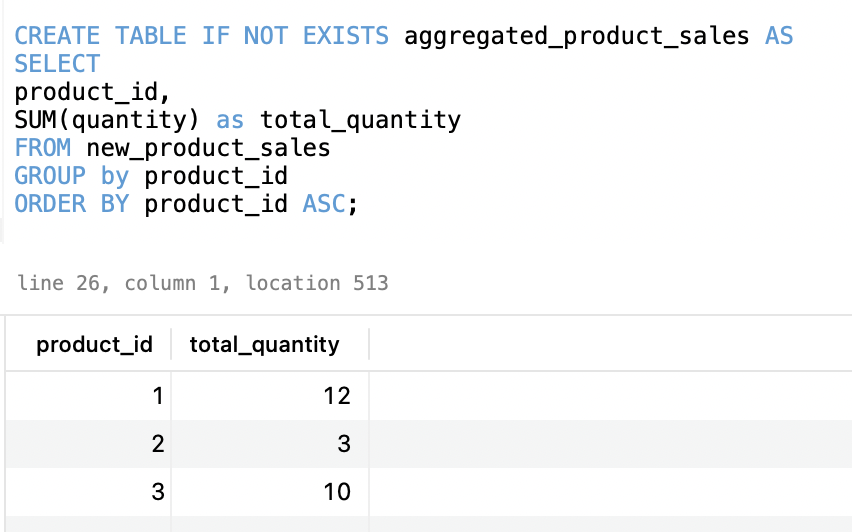 CREATE TABLE IF NOT EXISTS aggregated_product_sales AS
SELECT
product_id,
SUM(quantity) as total_quantity
FROM new_product_sales
GROUP by product_id
ORDER BY product_id ASC;
line 26, column 1, location 513
product_id total_quantity
1 12
2 3
3 10